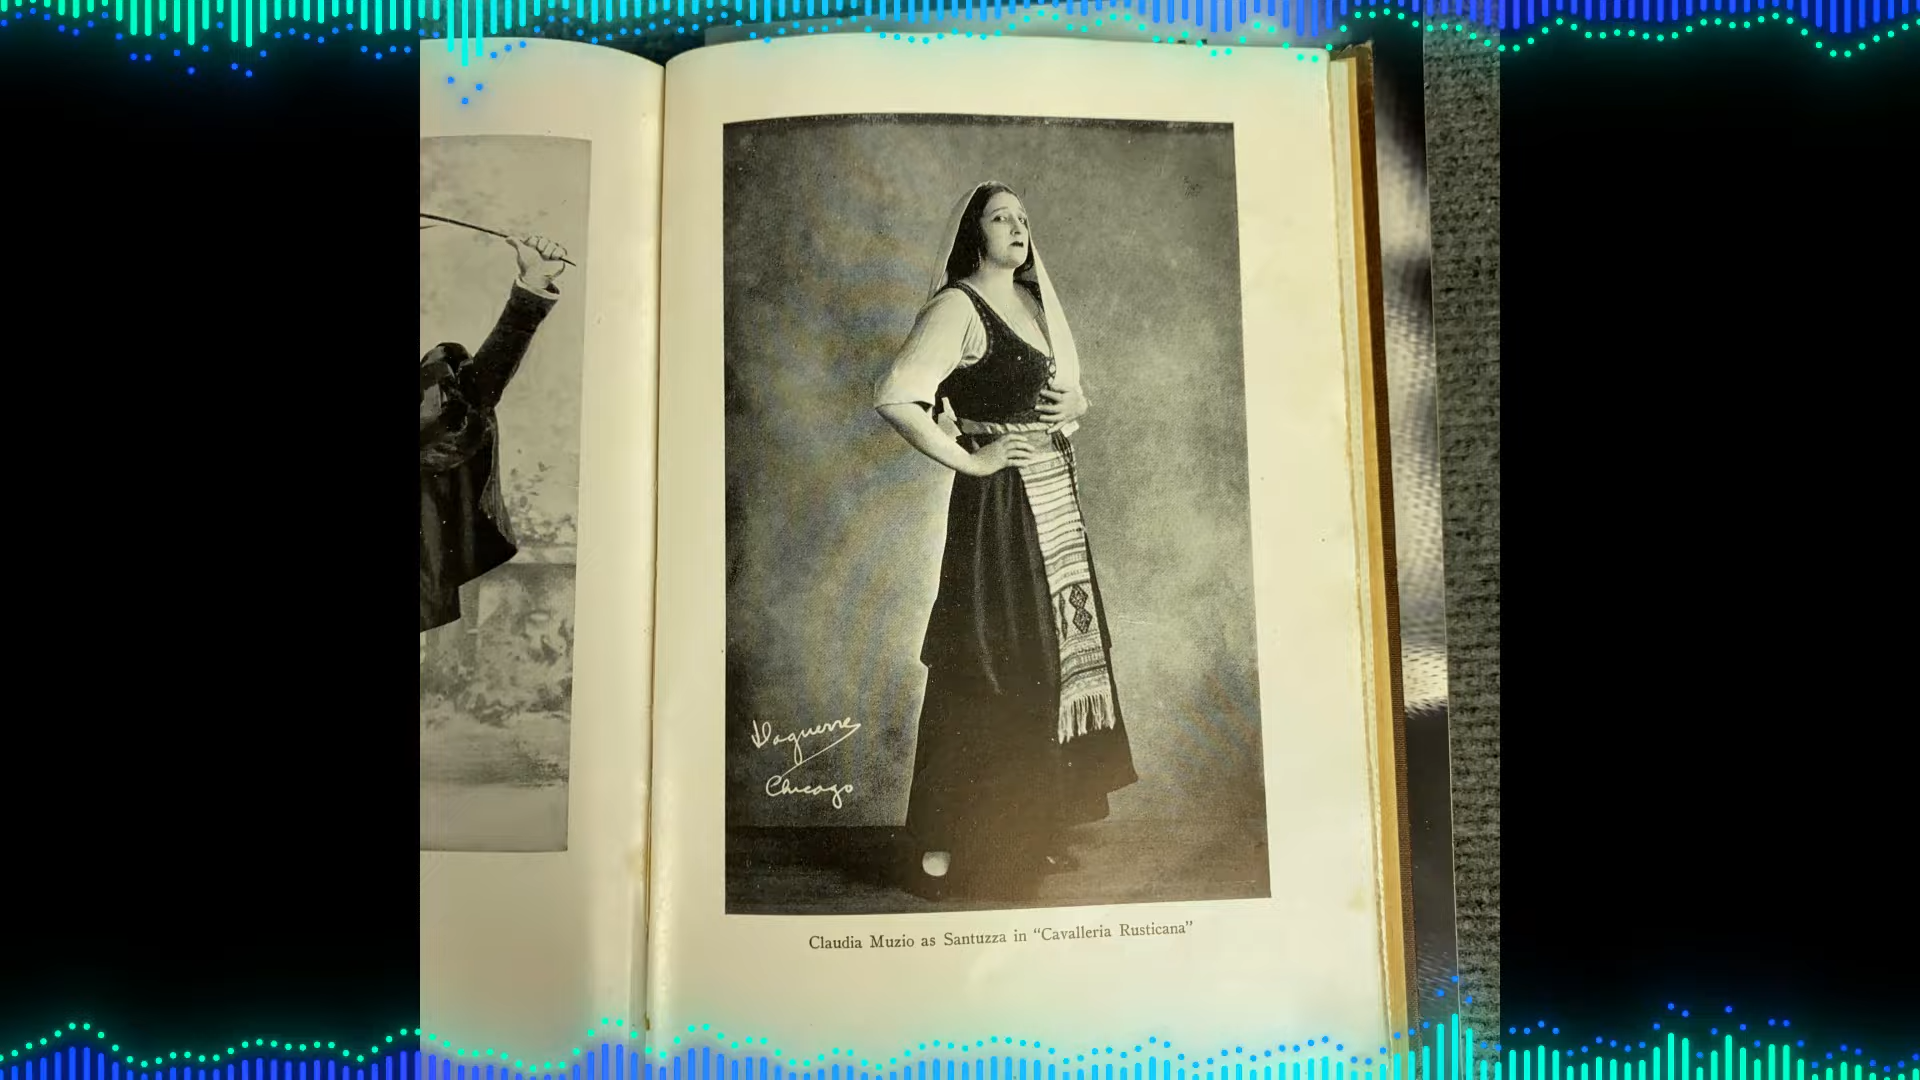 Daguerre
Chicago
Claudia Muzio as Santuzza in “Cavalleria Rusticana”